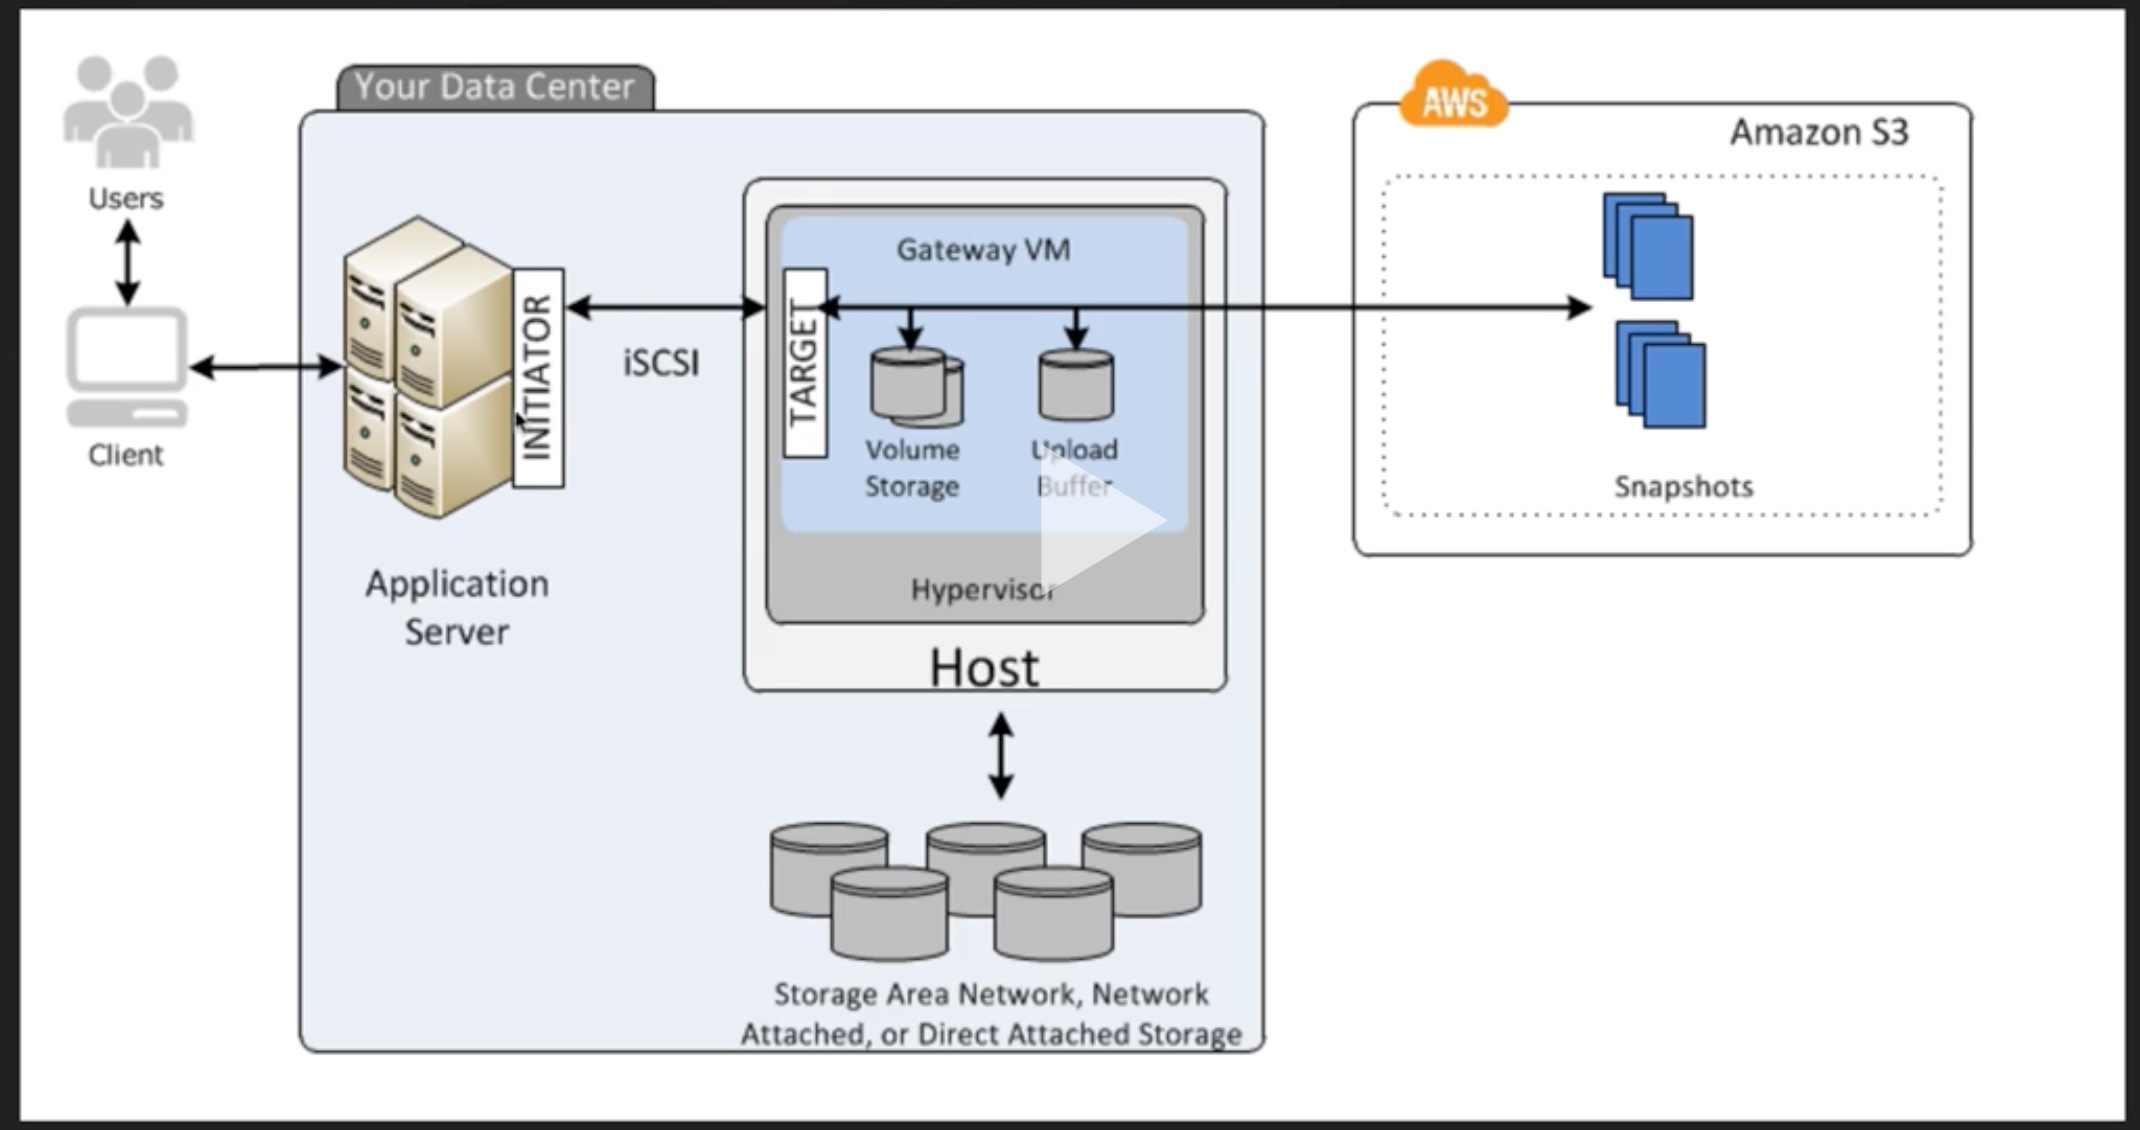 Users
Client
Your Data Center
Application
Server
INITIATOR
iSCSI
TARGET
Gateway VM
Volume
Storage
Upload
Buffer
Hypervisor
Host
Storage Area Network, Network
Attached, or Direct Attached Storage
AWS
Amazon S3
Snapshots